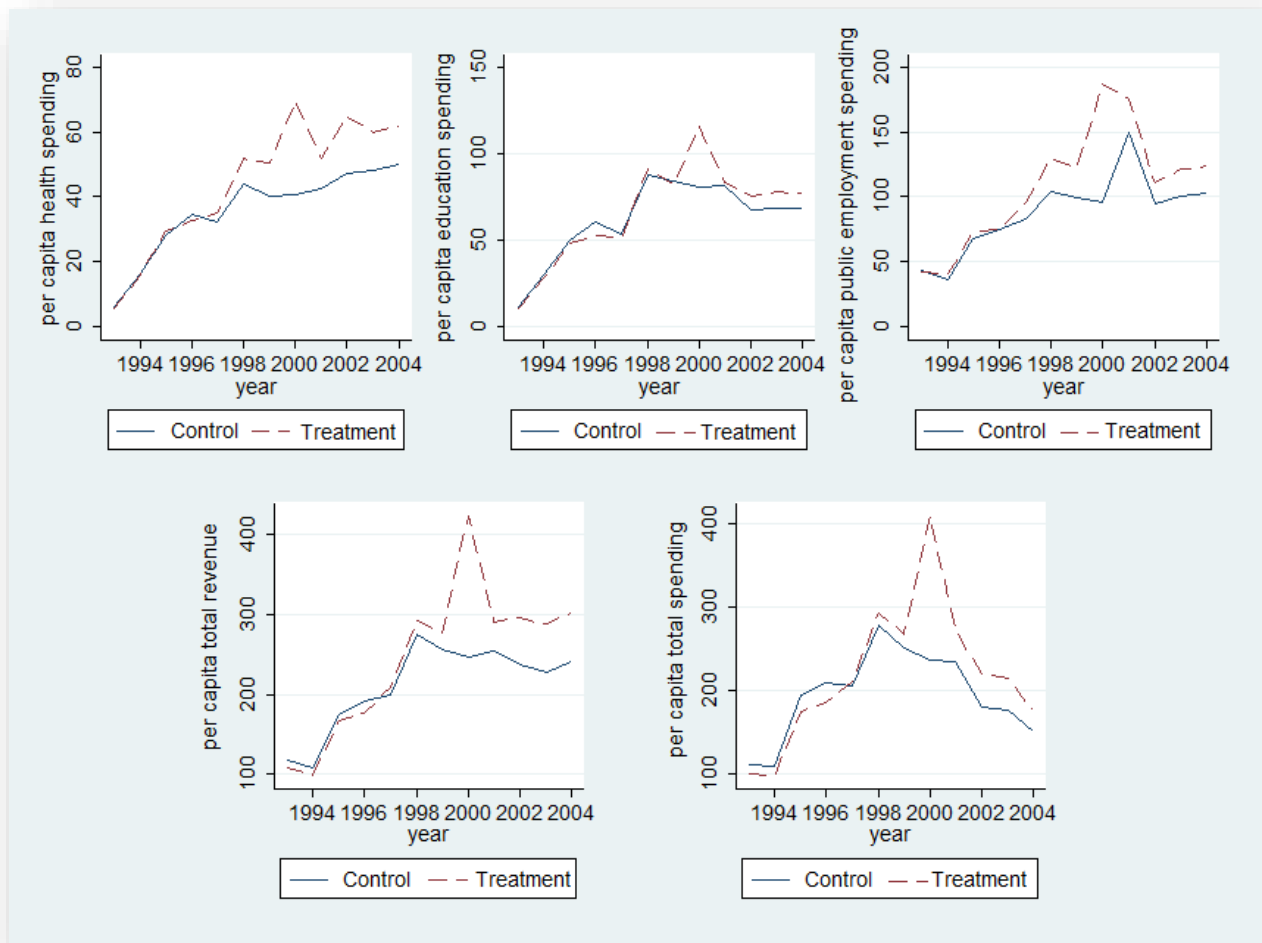 per capita health spending
80
60
40
20
0
1994 1996 1998 2000 2002 2004
year
Control Treatment
per capita education spending
150
100
50
0
1994 1996 1998 2000 2002 2004
year
Control Treatment
per capita public employment spending
200
150
100
50
0
1994 1996 1998 2000 2002 2004
year
Control Treatment
per capita total revenue
400
300
200
100
1994 1996 1998 2000 2002 2004
year
Control Treatment
per capita total spending
400
300
200
100
1994 1996 1998 2000 2002 2004
year
Control Treatment